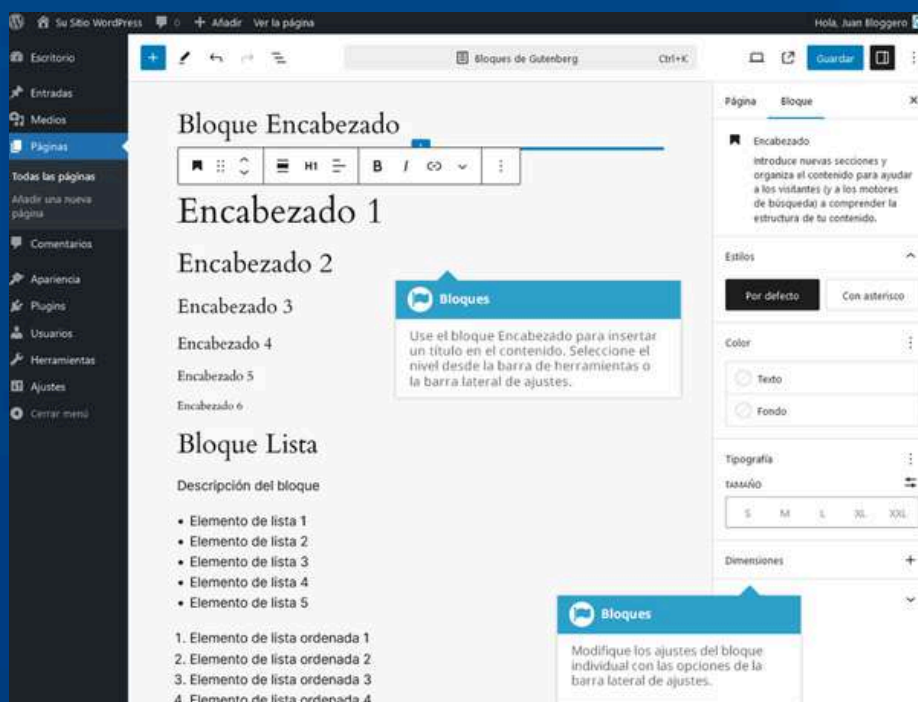 Su Sitio WordPress 0 + Añadir Ver la página Hola, Juan Bloggero
Escritorio
Entradas
Medios
Páginas
Todas las páginas
Añadir una nueva
página
Comentarios
Apariencia
Plugins
Usuarios
Herramientas
Ajustes
Cerrar menú
Bloques de Gutenberg Ctrl+K
Guardar
Bloque Encabezado
H1 B I
Encabezado 1
Encabezado 2
Encabezado 3
Encabezado 4
Encabezado 5
Encabezado 6
Bloques
Use el bloque Encabezado para insertar
un título en el contenido. Seleccione el
nivel desde la barra de herramientas o
la barra lateral de ajustes.
Bloque Lista
Descripción del bloque
• Elemento de lista 1
• Elemento de lista 2
• Elemento de lista 3
• Elemento de lista 4
• Elemento de lista 5
1. Elemento de lista ordenada 1
2. Elemento de lista ordenada 2
3. Elemento de lista ordenada 3
4. Elemento de lista ordenada 4
Página Bloque
Encabezado
Introduce nuevas secciones y
organiza el contenido para ayudar
a los visitantes (y a los motores
de búsqueda) a comprender la
estructura de tu contenido.
Estilos
Por defecto Con asterisco
Color
Texto
Fondo
Tipografía
TAMAÑO
S M L XL XXL
Dimensiones
Bloques
Modifique los ajustes del bloque
individual con las opciones de la
barra lateral de ajustes.